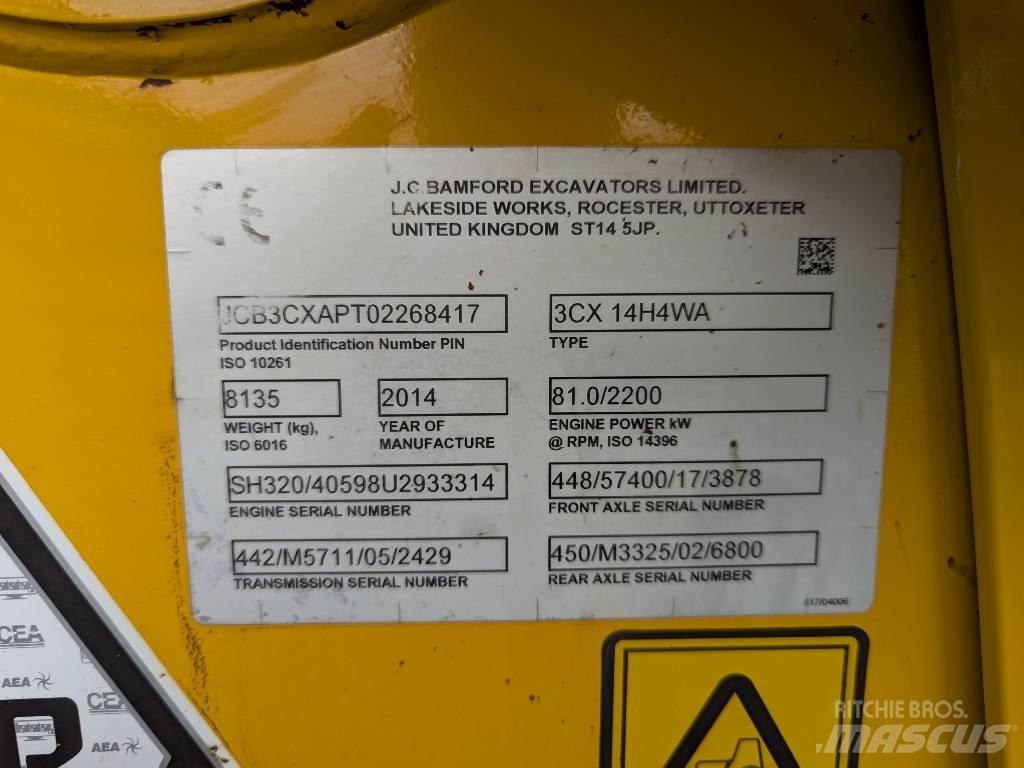 CE
J.C.BAMFORD EXCAVATORS LIMITED.
LAKESIDE WORKS, ROCESTER, UTTOXETER
UNITED KINGDOM ST14 5JP.
JCB3CXAPT02268417
Product Identification Number PIN
ISO 10261
3CX 14H4WA
TYPE
8135
WEIGHT (kg),
ISO 6016
2014
YEAR OF
MANUFACTURE
81.0/2200
ENGINE POWER kW
@ RPM, ISO 14396
SH320/40598U2933314
ENGINE SERIAL NUMBER
448/57400/17/3878
FRONT AXLE SERIAL NUMBER
442/M5711/05/2429
TRANSMISSION SERIAL NUMBER
450/M3325/02/6800
REAR AXLE SERIAL NUMBER
817/04006
CEA
AEA
CEA
AEA
RITCHIE BROS.
MASCUS